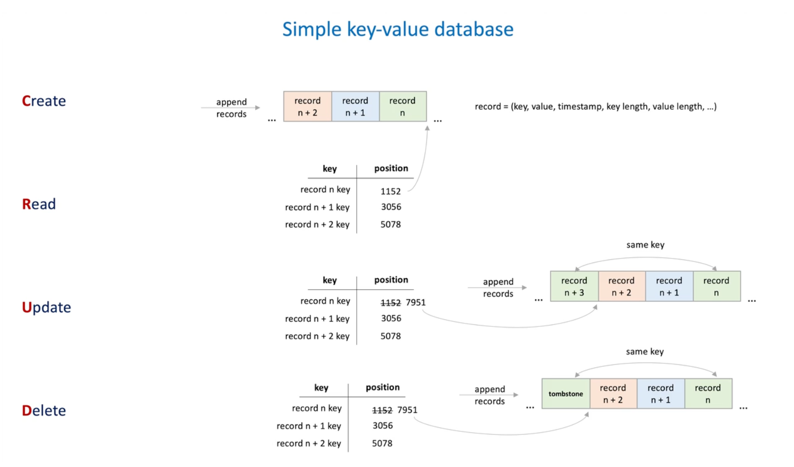 Simple key-value database
Create
append
records
...
record
n + 2
record
n + 1
record
n
...
record = (key, value, timestamp, key length, value length, ...)
Read
key position
record n key 1152
record n + 1 key 3056
record n + 2 key 5078
Update
key position
record n key 1152 7951
record n + 1 key 3056
record n + 2 key 5078
append
records
...
same key
record
n + 3
record
n + 2
record
n + 1
record
n
...
Delete
key position
record n key 1152 7951
record n + 1 key 3056
record n + 2 key 5078
append
records
...
same key
tombstone
record
n + 2
record
n + 1
record
n
...